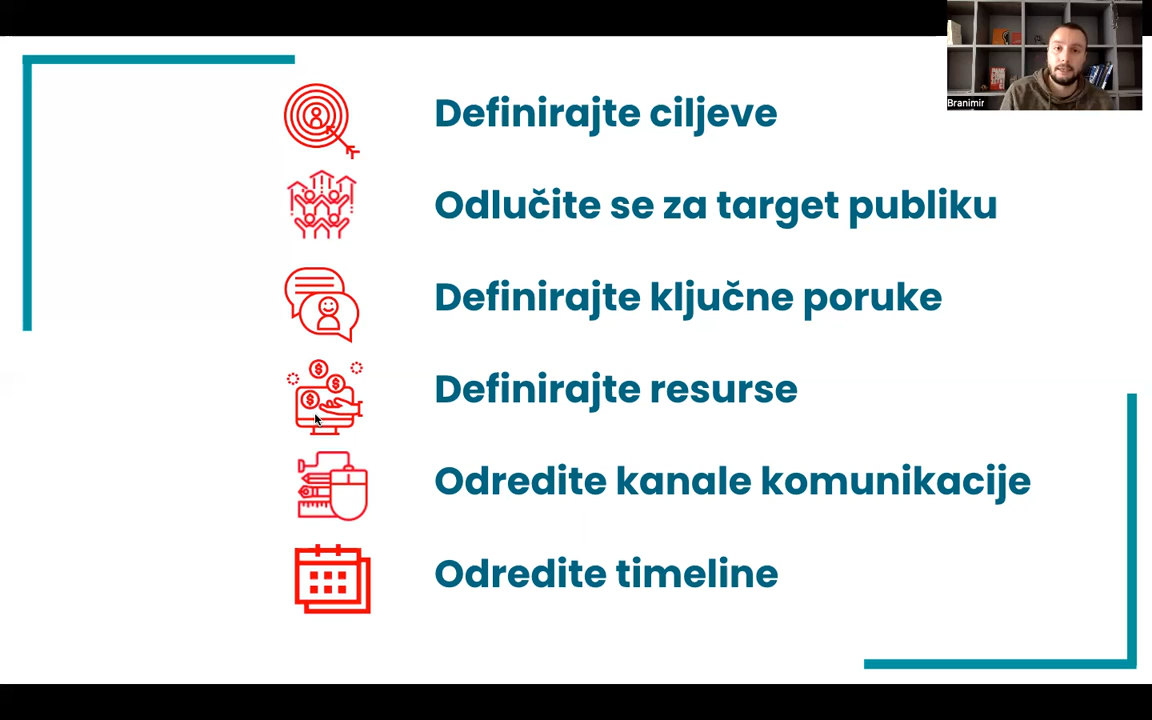 Definirajte ciljeve
Odlučite se za target publiku
Definirajte ključne poruke
Definirajte resurse
Odredite kanale komunikacije
Odredite timeline
Branimir